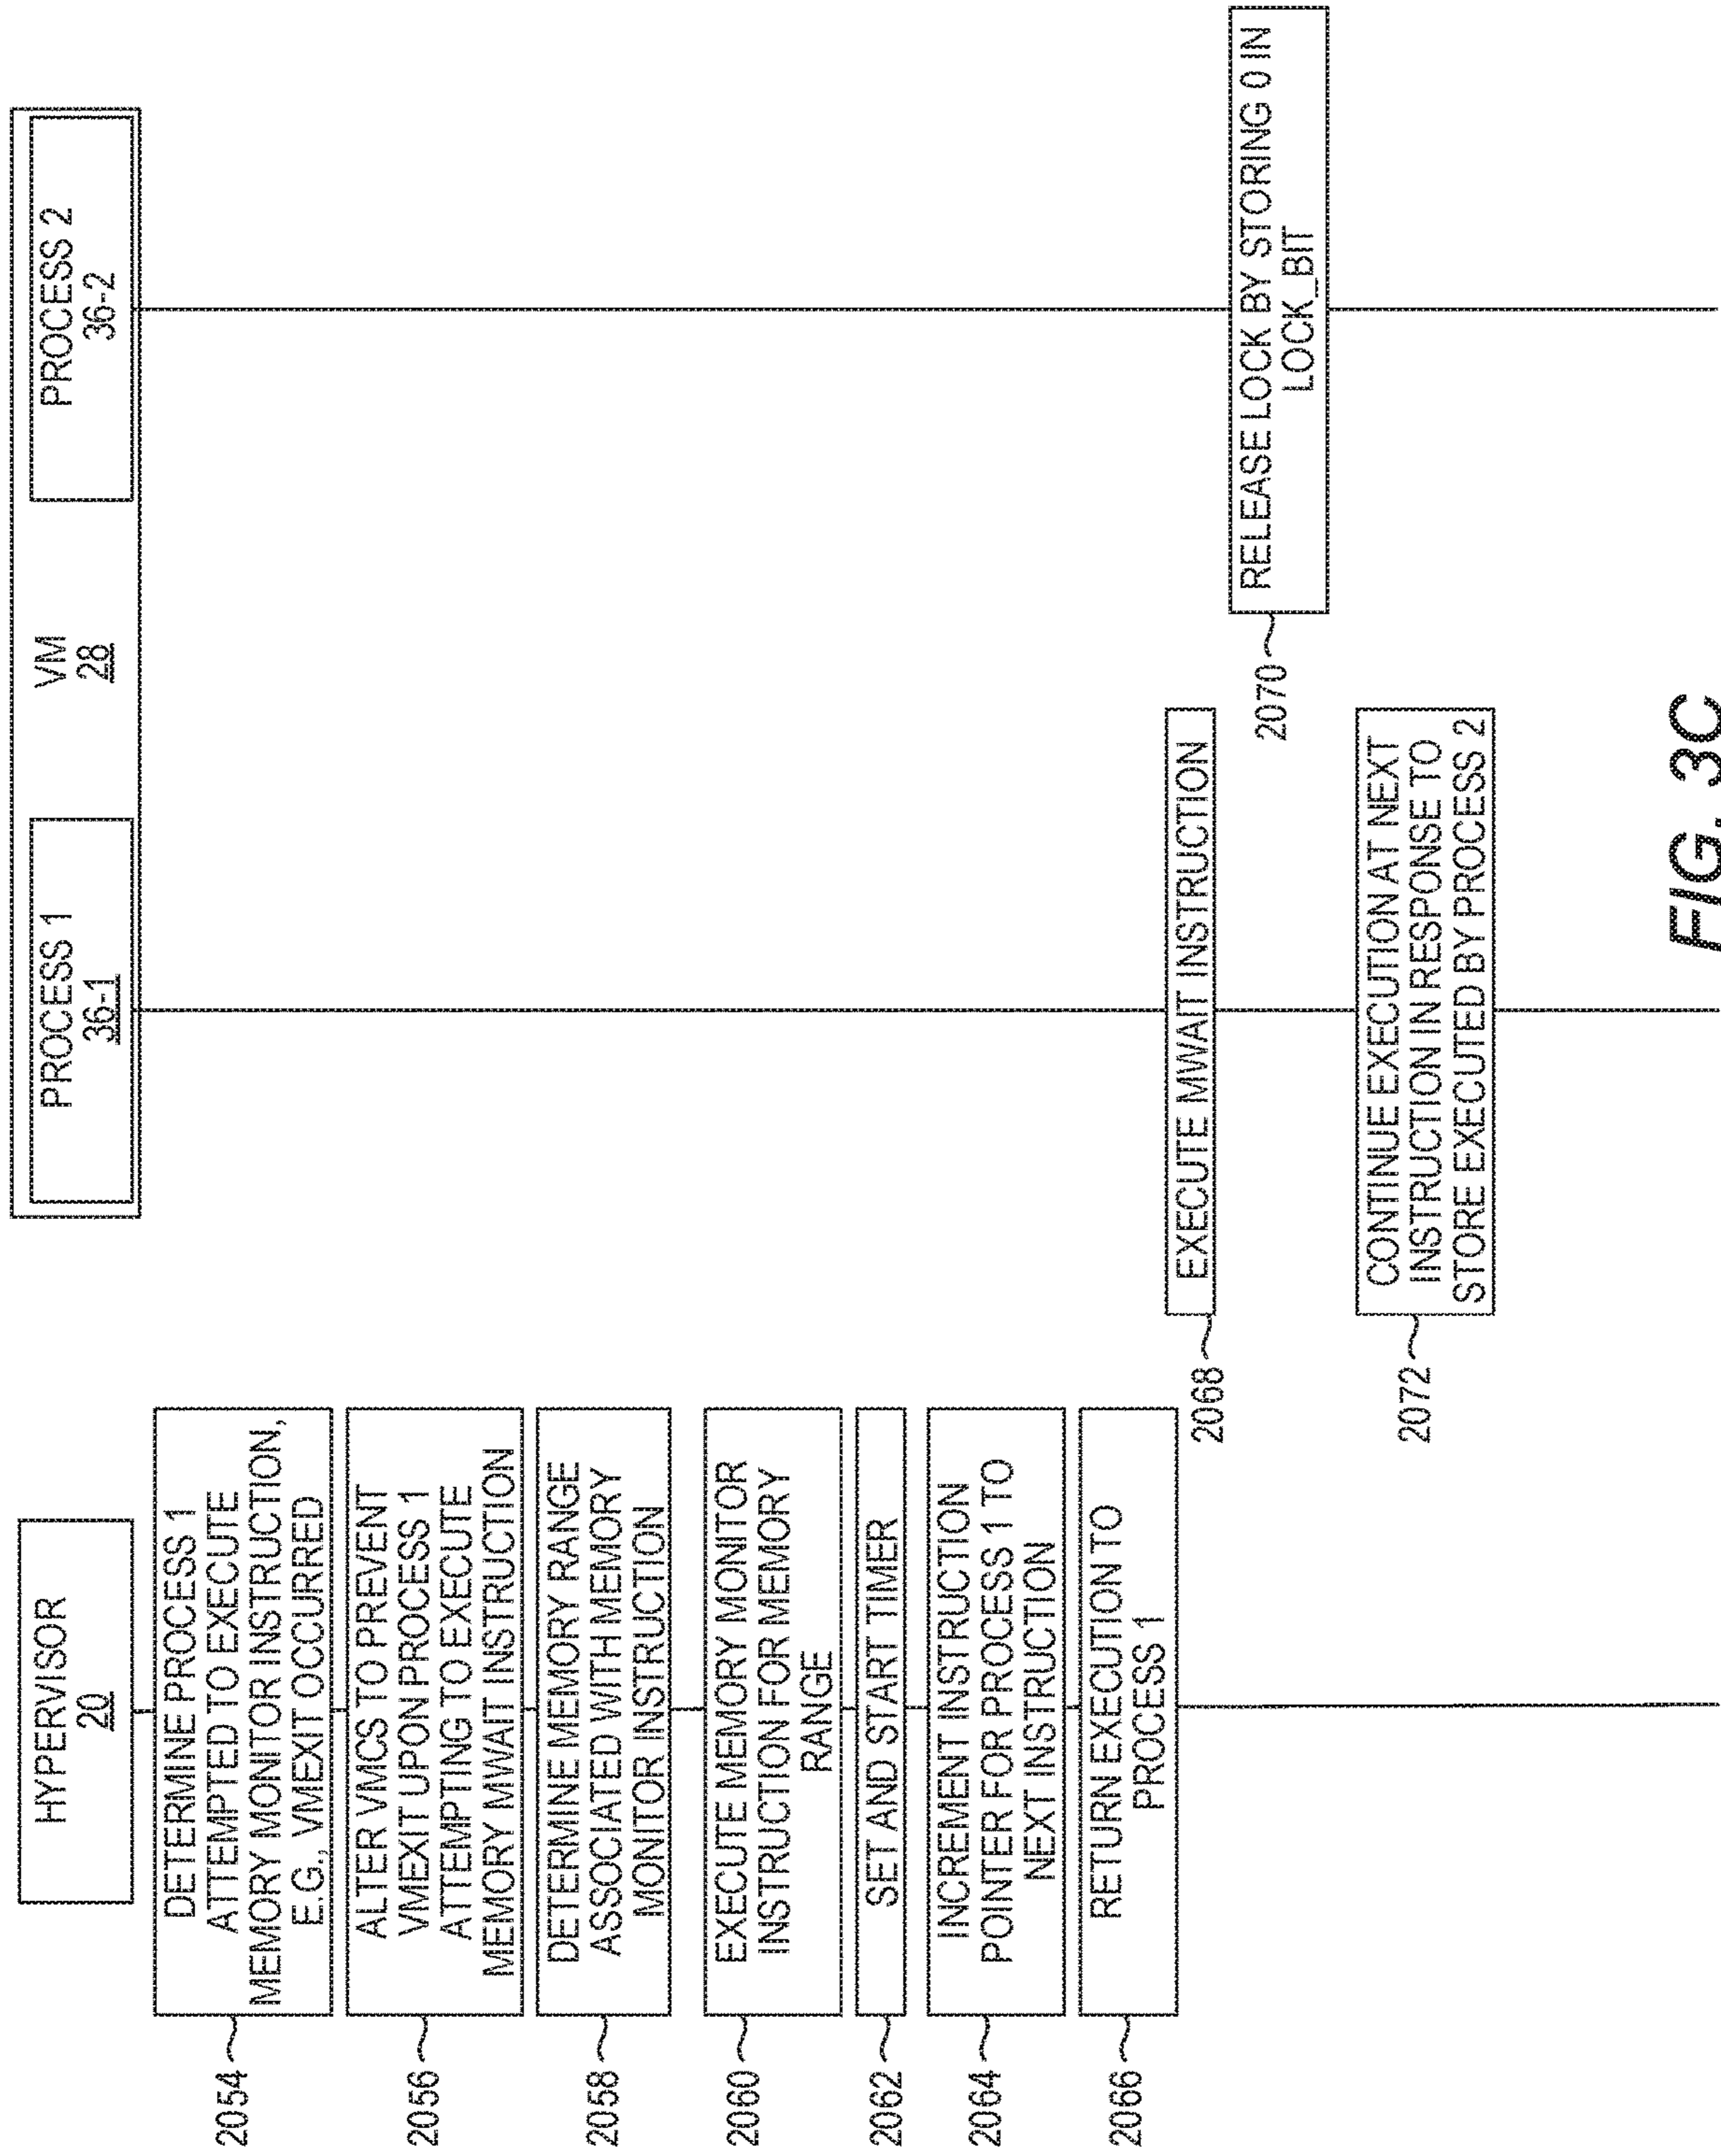 HYPERVISOR
20
VM
28
PROCESS 1
36-1
PROCESS 2
36-2
2054
DETERMINE PROCESS 1
ATTEMPTED TO EXECUTE
MEMORY MONITOR INSTRUCTION,
E.G., VMEXIT OCCURRED
2056
ALTER VMCS TO PREVENT
VMEXIT UPON PROCESS 1
ATTEMPTING TO EXECUTE
MEMORY MWAIT INSTRUCTION
2058
DETERMINE MEMORY RANGE
ASSOCIATED WITH MEMORY
MONITOR INSTRUCTION
2060
EXECUTE MEMORY MONITOR
INSTRUCTION FOR MEMORY
RANGE
2062
SET AND START TIMER
2064
INCREMENT INSTRUCTION
POINTER FOR PROCESS 1 TO
NEXT INSTRUCTION
2066
RETURN EXECUTION TO
PROCESS 1
2068
EXECUTE MWAIT INSTRUCTION
2070
RELEASE LOCK BY STORING 0 IN
LOCK_BIT
2072
CONTINUE EXECUTION AT NEXT
INSTRUCTION IN RESPONSE TO
STORE EXECUTED BY PROCESS 2
FIG. 3C